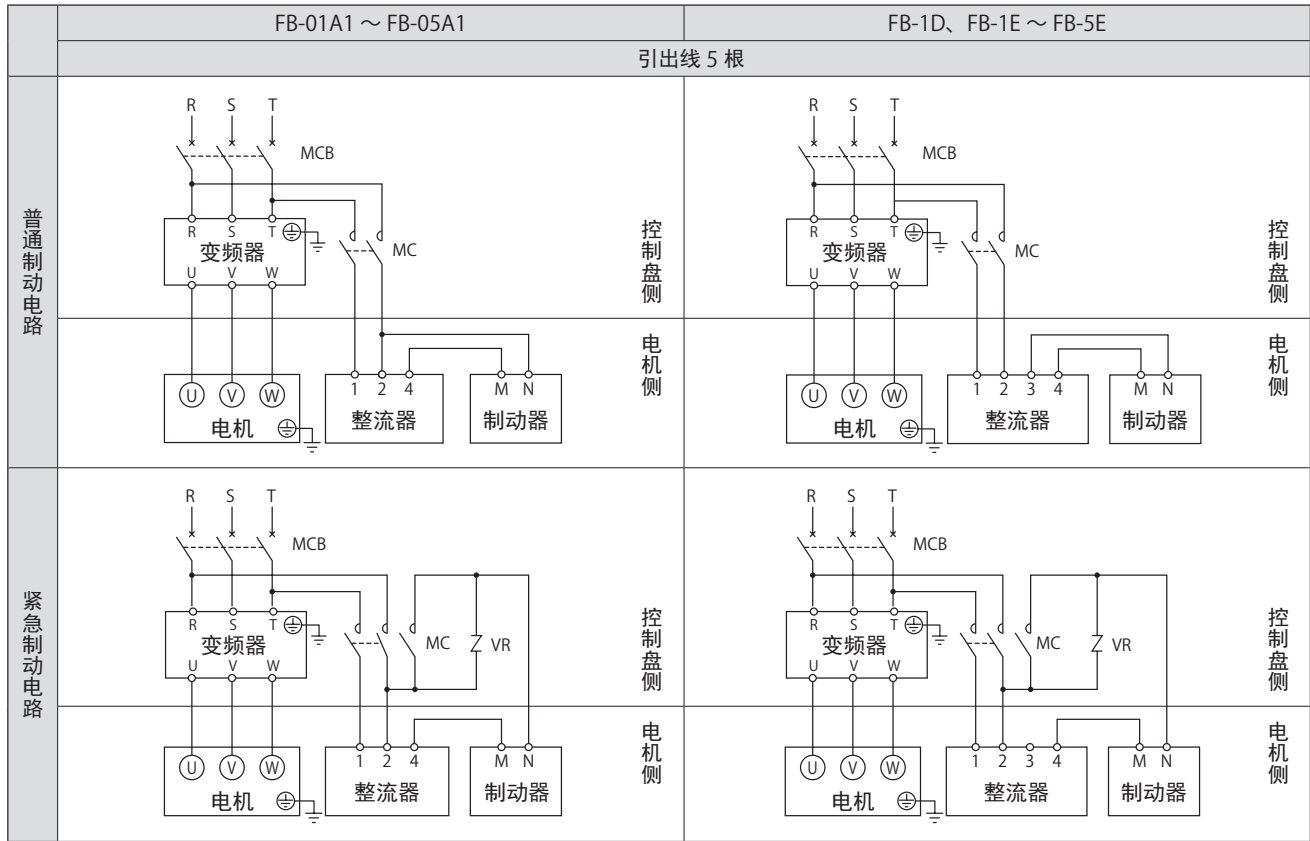 FB-01A1 ～ FB-05A1
FB-1D、FB-1E ～ FB-5E
引出线 5 根
普通制动电路
R S T
MCB
R S T
变频器
U V W
MC
控制盘侧
U V W
电机
1 2 4
整流器
M N
制动器
电机侧
R S T
MCB
R S T
变频器
U V W
MC
控制盘侧
U V W
电机
1 2 3 4
整流器
M N
制动器
电机侧
紧急制动电路
R S T
MCB
R S T
变频器
U V W
MC
VR
控制盘侧
U V W
电机
1 2 4
整流器
M N
制动器
电机侧
R S T
MCB
R S T
变频器
U V W
MC
VR
控制盘侧
U V W
电机
1 2 3 4
整流器
M N
制动器
电机侧